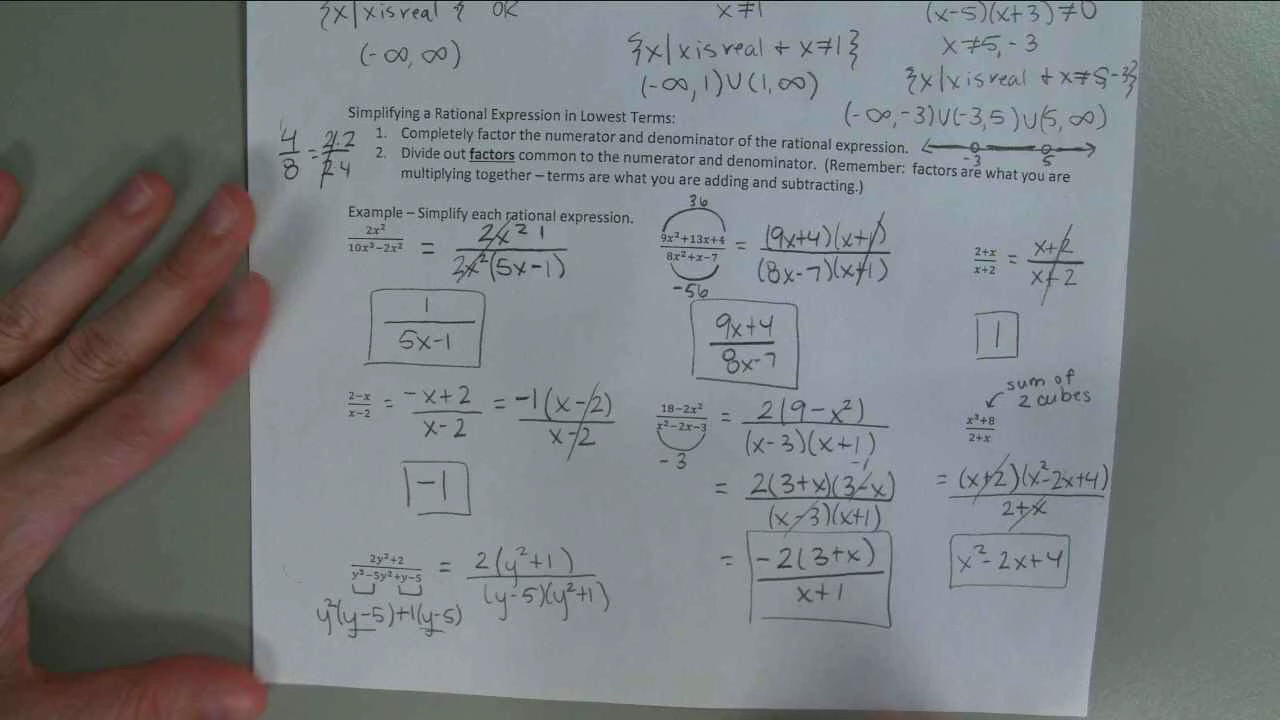 {x|x is real { OK
(-∞, ∞)
x≠1
{x|x is real + x≠1}
(-∞, 1)∪(1, ∞)
(x-5)(x+3)≠0
x≠5, -3
{x|x is real + x≠5,-3}
(-∞,-3)∪(-3,5)∪(5,∞)
-3 5
Simplifying a Rational Expression in Lowest Terms:
4/8 = 2·2/2·4
1. Completely factor the numerator and denominator of the rational expression.
2. Divide out factors common to the numerator and denominator. (Remember: factors are what you are
multiplying together – terms are what you are adding and subtracting.)
Example – Simplify each rational expression.
2x²/10x³-2x² = 2x² 1/2x²(5x-1)
1/5x-1
36
9x²+13x+4/8x²+x-7 = (9x+4)(x+1)/(8x-7)(x+1)
-56
9x+4/8x-7
2+x/x+2 = x+2/x+2
1
2-x/x-2 = -x+2/x-2 = -1(x-2)/x-2
-1
18-2x²/x²-2x-3 = 2(9-x²)/(x-3)(x+1)
-3
-1
= 2(3+x)(3-x)/(x-3)(x+1)
= -2(3+x)/x+1
sum of
2 cubes
x³+8/2+x
= (x+2)(x²-2x+4)/2+x
x²-2x+4
2y²+2/y³-5y²+y-5 = 2(y²+1)/(y-5)(y²+1)
y²(y-5)+1(y-5)